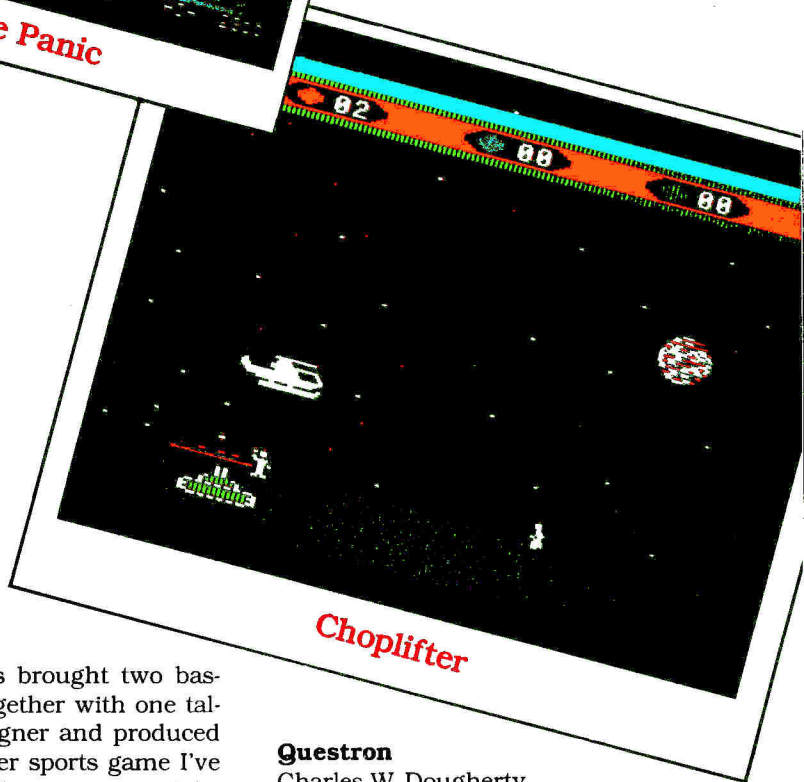 e Panic
02
00
00
Choplifter
s brought two bas-
gether with one tal-
gner and produced
er sports game I've
Questron
Charles W. Dougherty